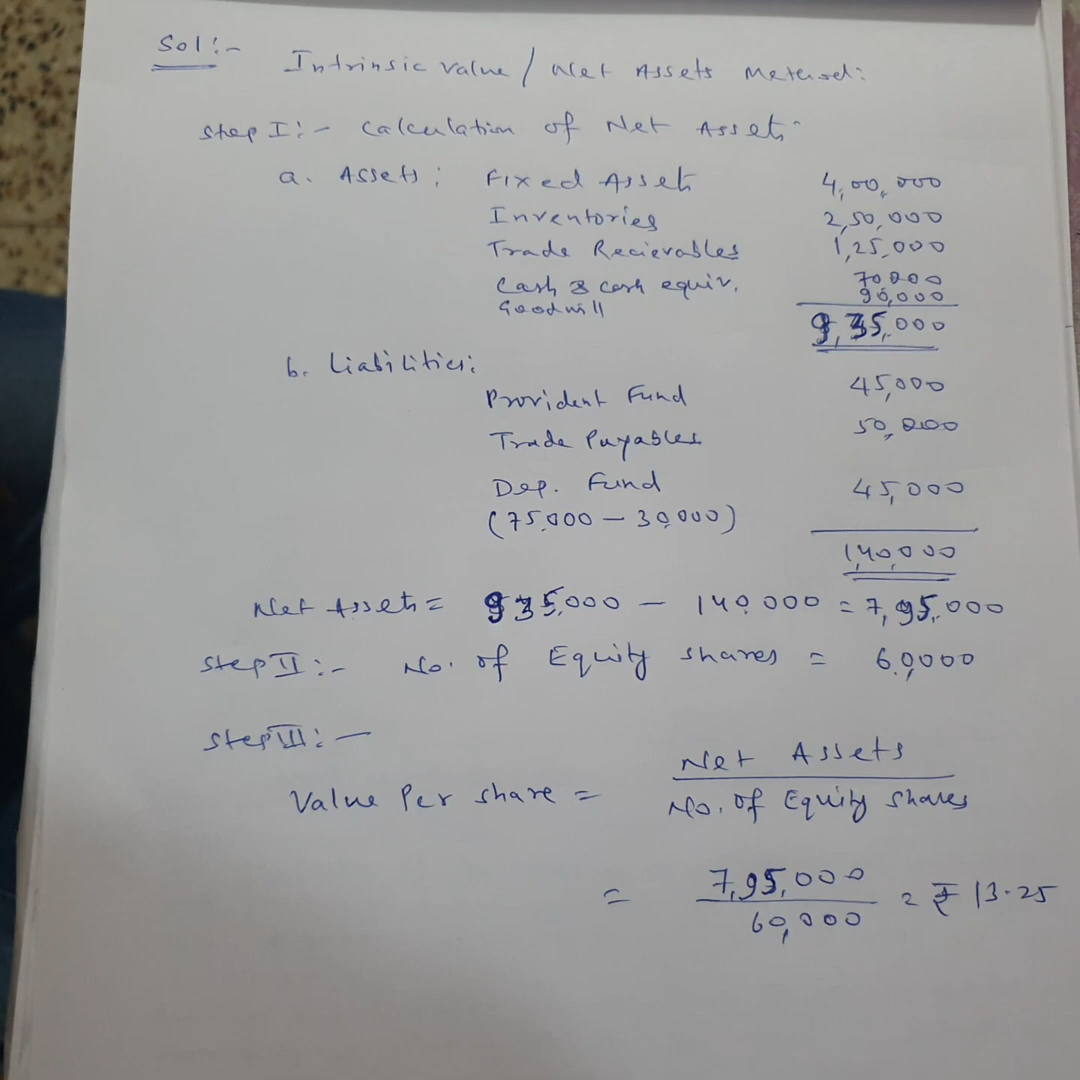 Sol:-
Intrinsic value / Net Assets Method:
Step I:- Calculation of Net Assets
a. Assets: Fixed Assets 4,00,000
Inventories 2,50,000
Trade Recievables 1,25,000
Cash & cash equiv. 70,000
Goodwill 90,000
9,35,000
b. Liabilities:
Provident Fund 45,000
Trade Payables 50,000
Dep. Fund 45,000
(75,000 - 30,000)
1,40,000
Net Assets = 935,000 - 140,000 = 7,95,000
Step II:- No. of Equity shares = 60,000
Step III:-
Value Per share = Net Assets
No. of Equity Shares
= 7,95,000 = ₹ 13.25
60,000